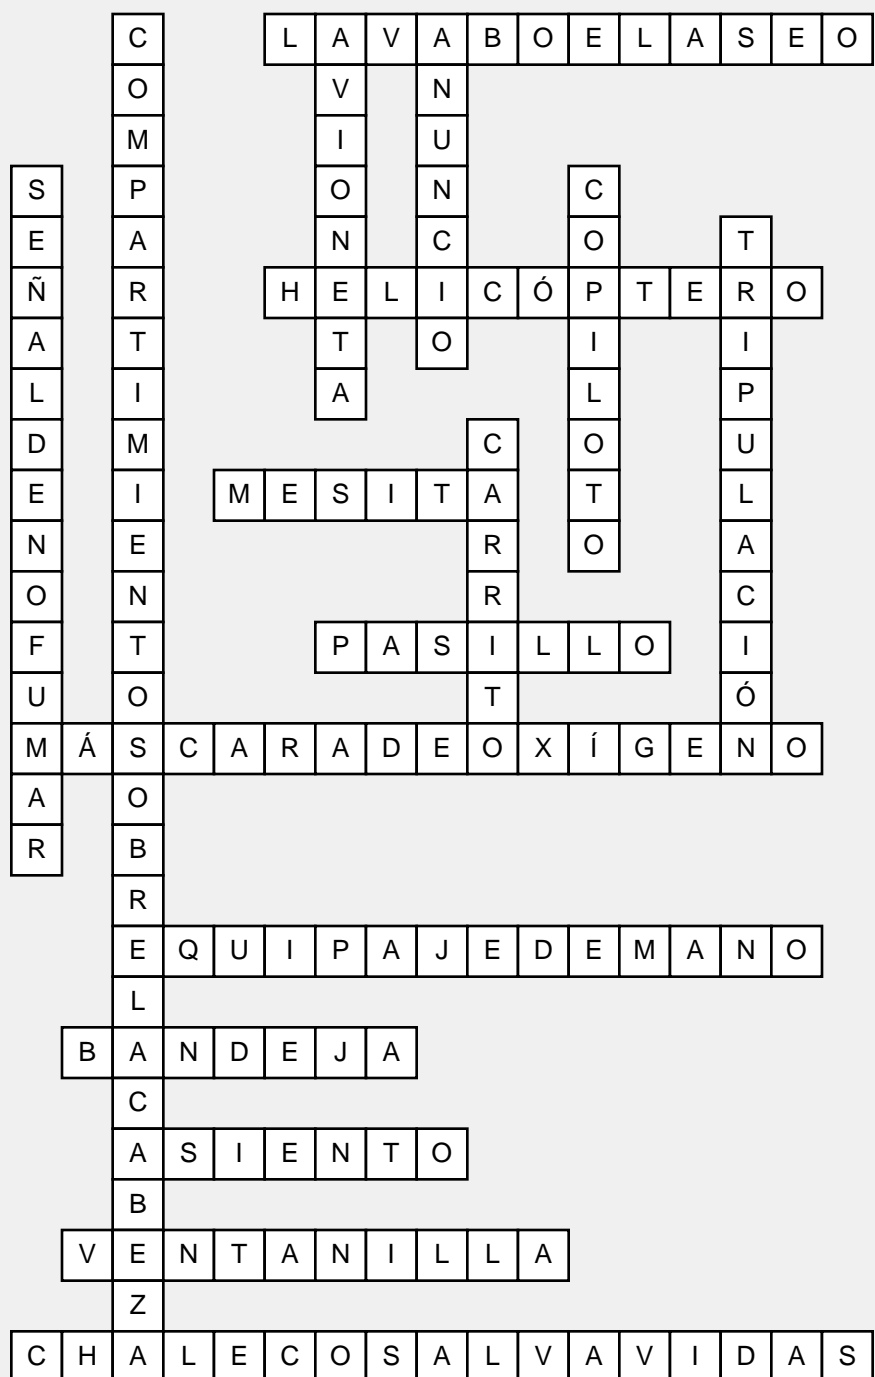 COMPARTIMIENTOSOBRELACABEZA
LAVABOELASEO
AVIONETA
ANUNCIO
SEÑALDENOFUMAR
COPILOTO
TRIPULACIÓN
HELICÓPTERO
CARRITO
MESITA
PASILLO
MÁSCARADEOXÍGENO
EQUIPAJEDEMANO
BANDEJA
ASIENTO
VENTANILLA
CHALECOSALVAVIDAS